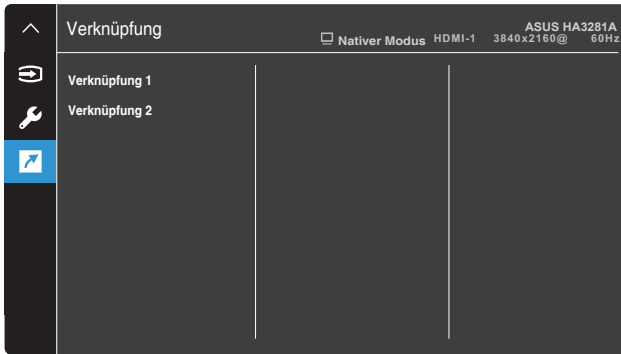 Verknüpfung
Nativer Modus HDMI-1 ASUS HA3281A
3840x2160@ 60Hz
Verknüpfung 1
Verknüpfung 2